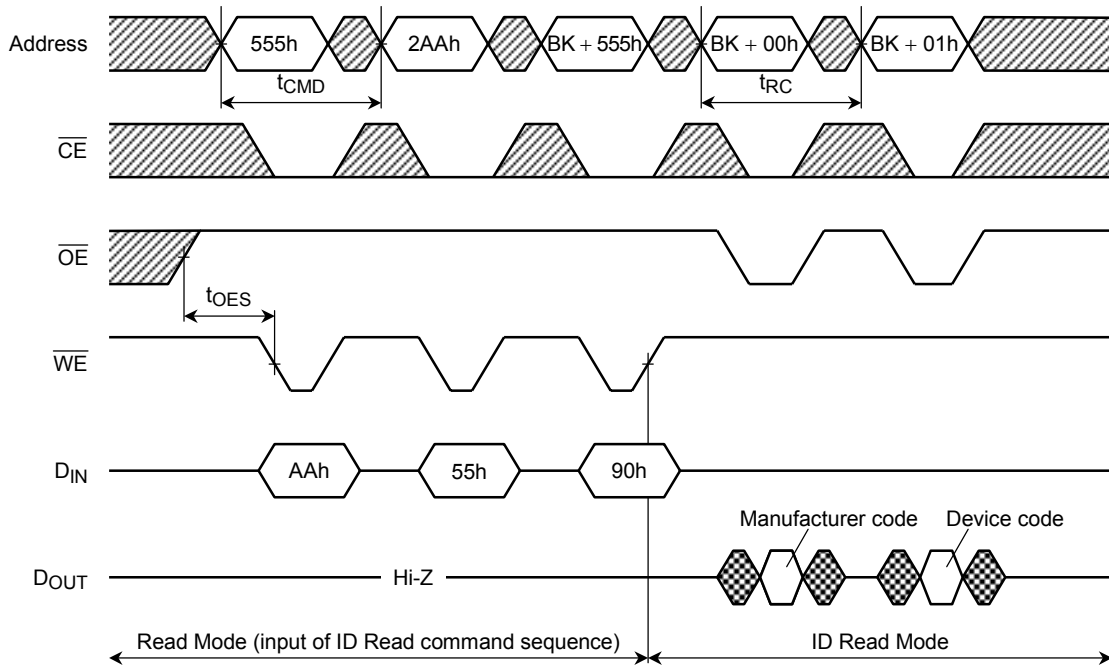 Address 555h 2AAh BK + 555h BK + 00h BK + 01h
tCMD tRC
CE
OE
tOES
WE
DIN AAh 55h 90h
Manufacturer code Device code
DOUT Hi-Z
Read Mode (input of ID Read command sequence) ID Read Mode